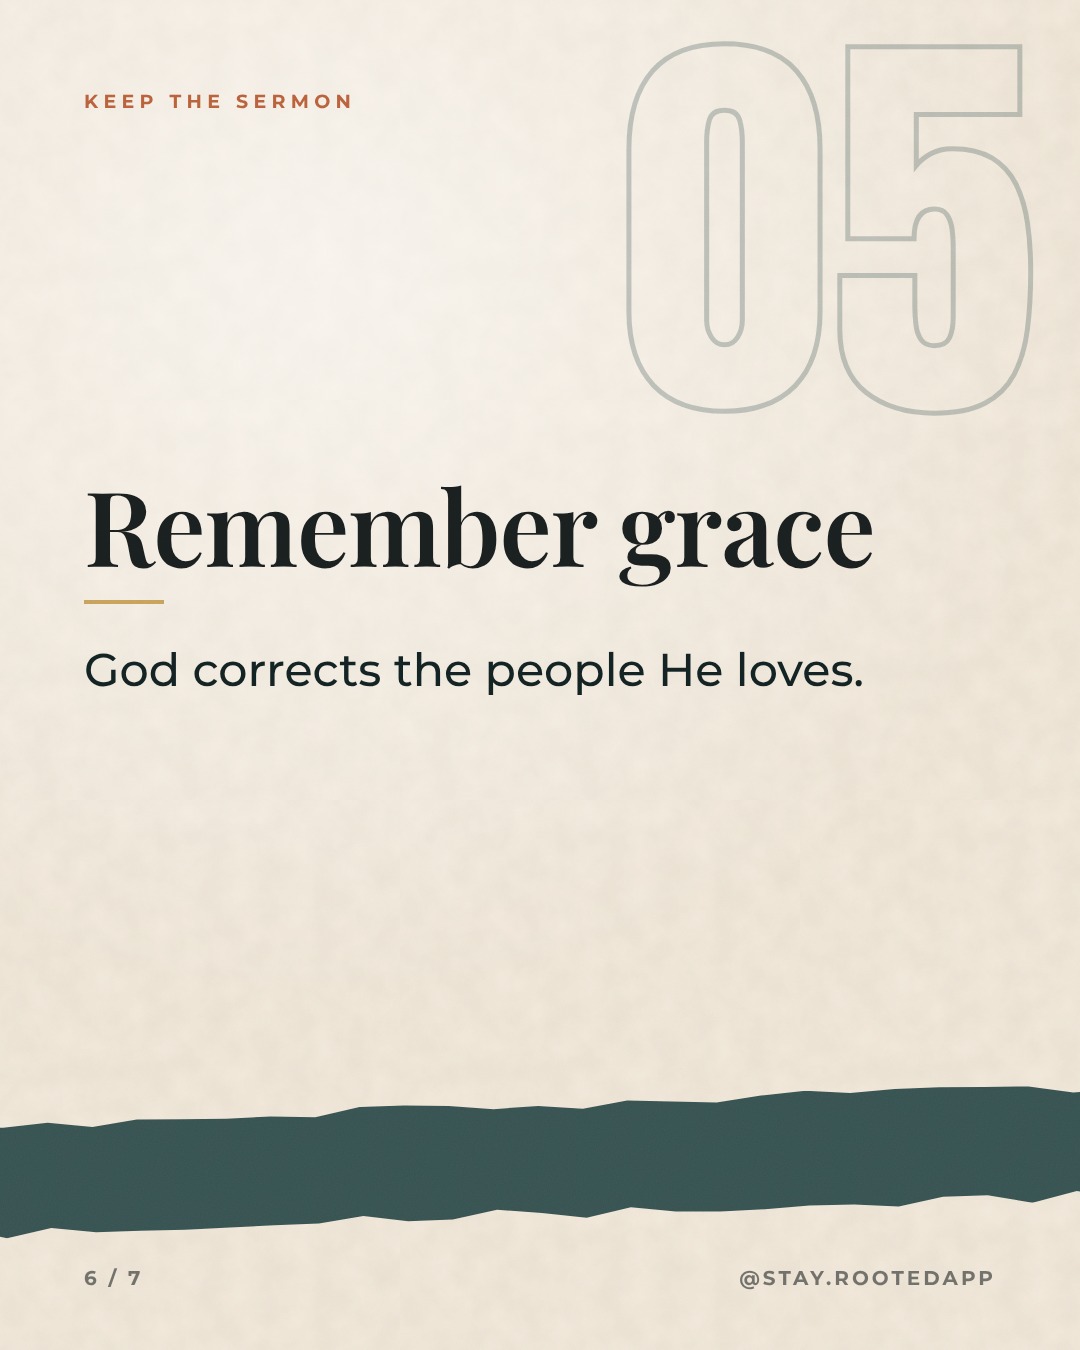 KEEP THE SERMON
05
Remember grace
God corrects the people He loves.
6 / 7
@STAY.ROOTEDAPP